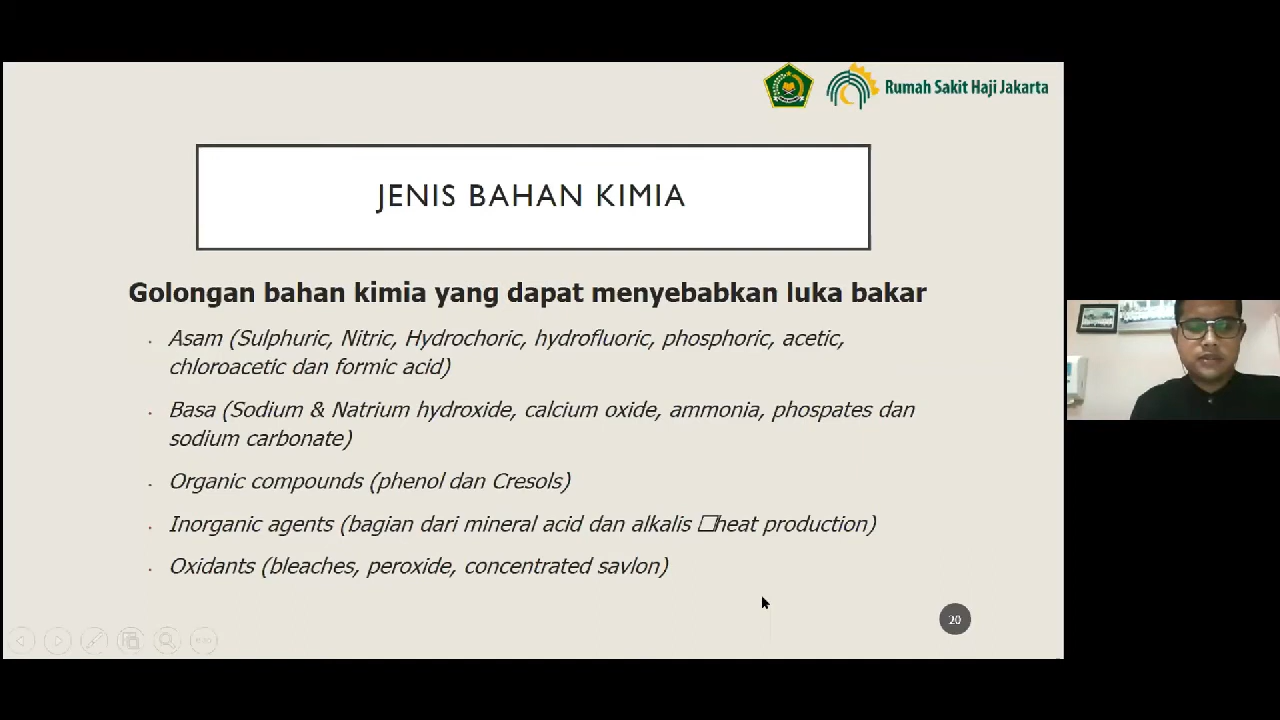 Rumah Sakit Haji Jakarta
JENIS BAHAN KIMIA
Golongan bahan kimia yang dapat menyebabkan luka bakar
Asam (Sulphuric, Nitric, Hydrochoric, hydrofluoric, phosphoric, acetic,
chloroacetic dan formic acid)
Basa (Sodium & Natrium hydroxide, calcium oxide, ammonia, phospates dan
sodium carbonate)
Organic compounds (phenol dan Cresols)
Inorganic agents (bagian dari mineral acid dan alkalis □heat production)
Oxidants (bleaches, peroxide, concentrated savlon)
20